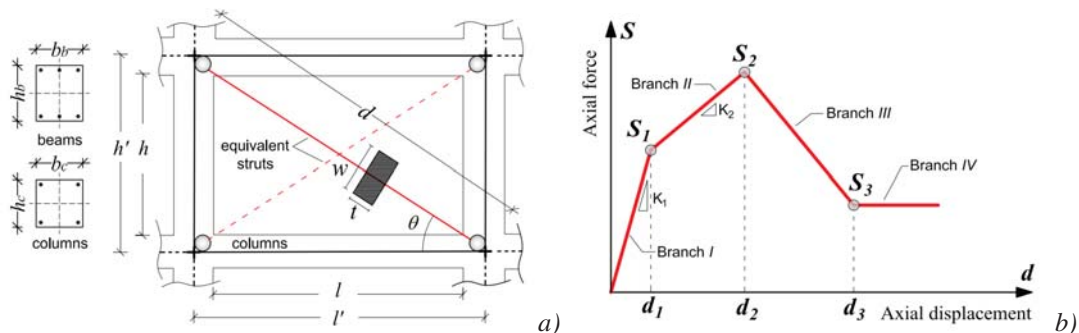 b_b
h_b
beams
b_c
h_c
columns
h'
h
d
equivalent
struts
w
t
θ
columns
l
l'
a)
S
Axial force
S_2
Branch II
K_2
S_1
Branch III
S_3
Branch IV
K_1
Branch I
d
d_1
d_2
d_3
Axial displacement
b)